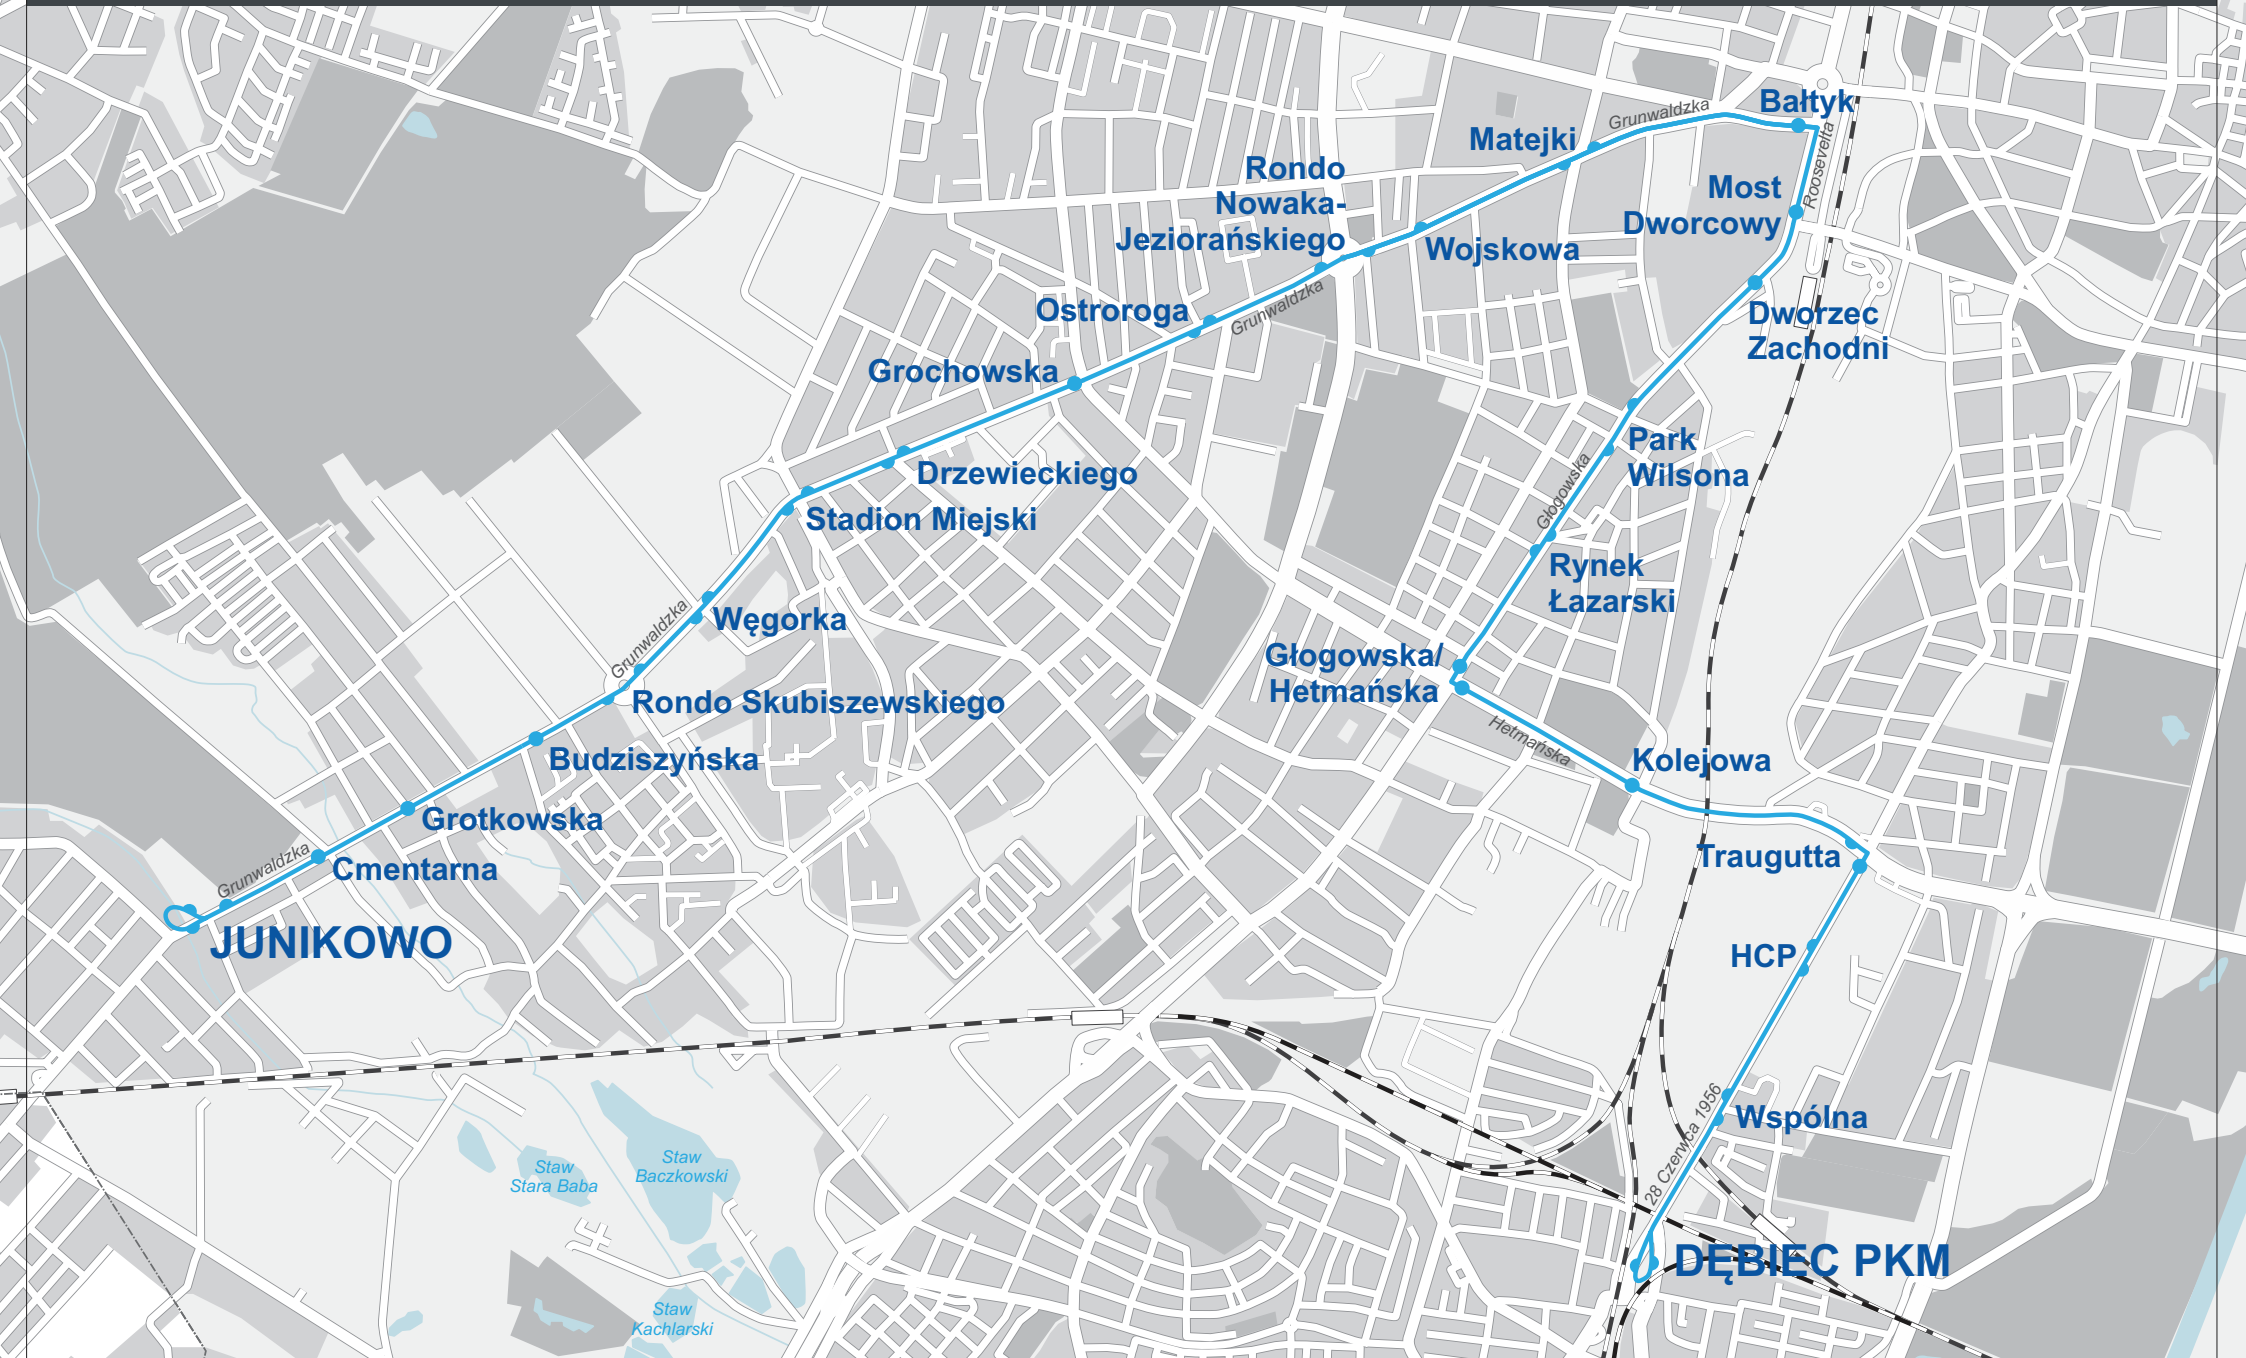 Bałtyk
Grunwaldzka
Matejki
Roosevelta
Rondo
Nowaka-
Jeziorańskiego
Most
Dworcowy
Wojskowa
Ostroroga
Grunwaldzka
Dworzec
Zachodni
Grochowska
Park
Wilsona
Drzewieckiego
Głogowska
Stadion Miejski
Rynek
Łazarski
Węgorka
Grunwaldzka
Głogowska/
Hetmańska
Rondo Skubiszewskiego
Hetmańska
Budziszyńska
Kolejowa
Grotkowska
Traugutta
Grunwaldzka
Cmentarna
JUNIKOWO
HCP
Wspólna
28 Czerwca 1956
Staw
Baczkowski
Staw
Stara Baba
DĘBIEC PKM
Staw
Kachlarski